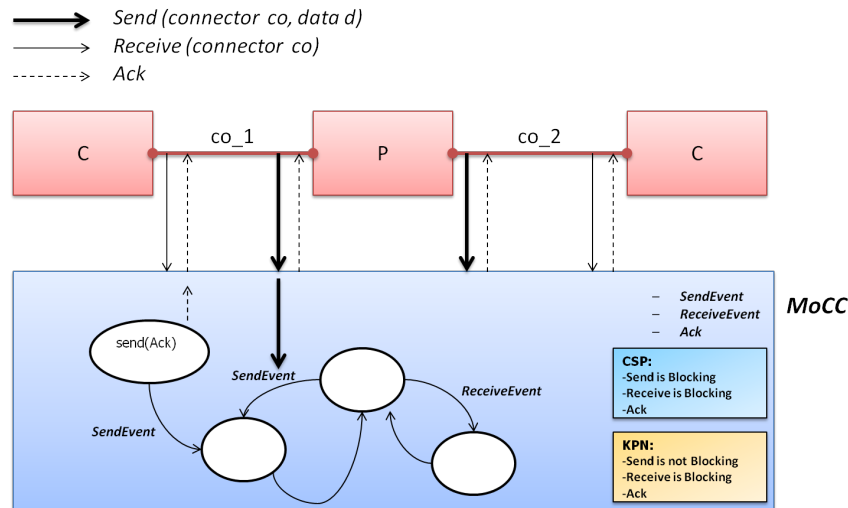 Send (connector co, data d)
Receive (connector co)
Ack
co_1
co_2
C
P
C
MoCC
– SendEvent
– ReceiveEvent
– Ack
send(Ack)
SendEvent
ReceiveEvent
SendEvent
CSP:
-Send is Blocking
-Receive is Blocking
-Ack
KPN:
-Send is not Blocking
-Receive is Blocking
-Ack